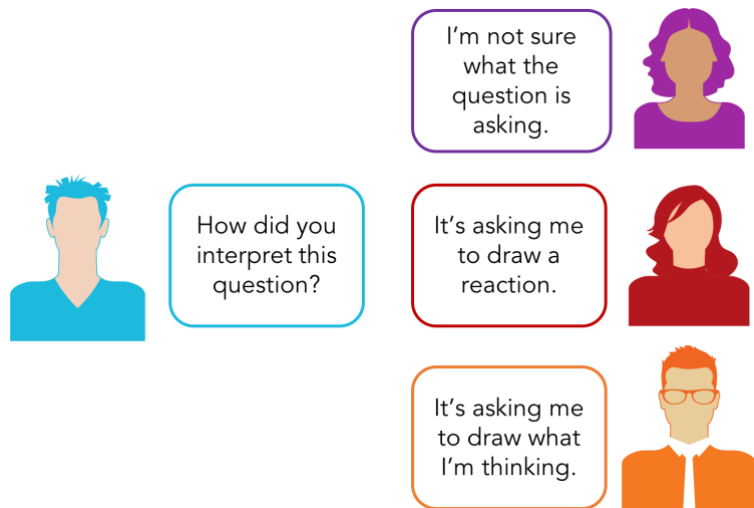 How did you
interpret this
question?
I'm not sure
what the
question is
asking.
It's asking me
to draw a
reaction.
It's asking me
to draw what
I'm thinking.